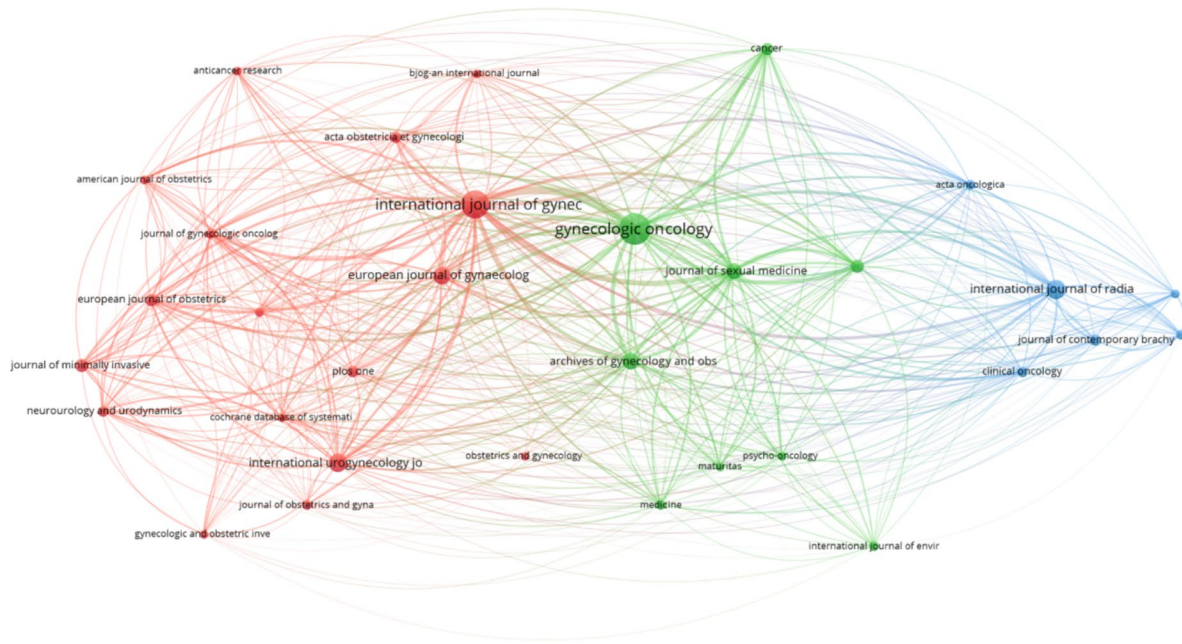 cancer
anticancer research
bjog-an international journal
acta obstetricia et gynecologi
american journal of obstetrics
acta oncologica
international journal of gynec
gynecologic oncology
journal of gynecologic oncolog
european journal of gynaecolog
journal of sexual medicine
international journal of radia
european journal of obstetrics
journal of contemporary brachy
journal of minimally invasive
plos one
archives of gynecology and obs
clinical oncology
neurourology and urodynamics
cochrane database of systemati
international urogynecology jo
obstetrics and gynecology
maturitas
psycho-oncology
journal of obstetrics and gyna
medicine
gynecologic and obstetric inve
international journal of envir